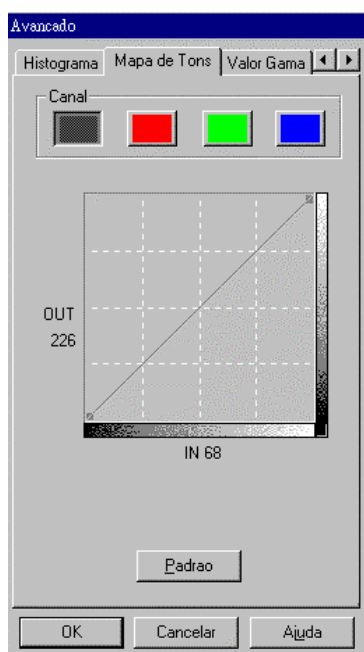 Avancado
Histograma Mapa de Tons Valor Gama
Canal
OUT
226
IN 68
Padrao
OK Cancelar Ajuda